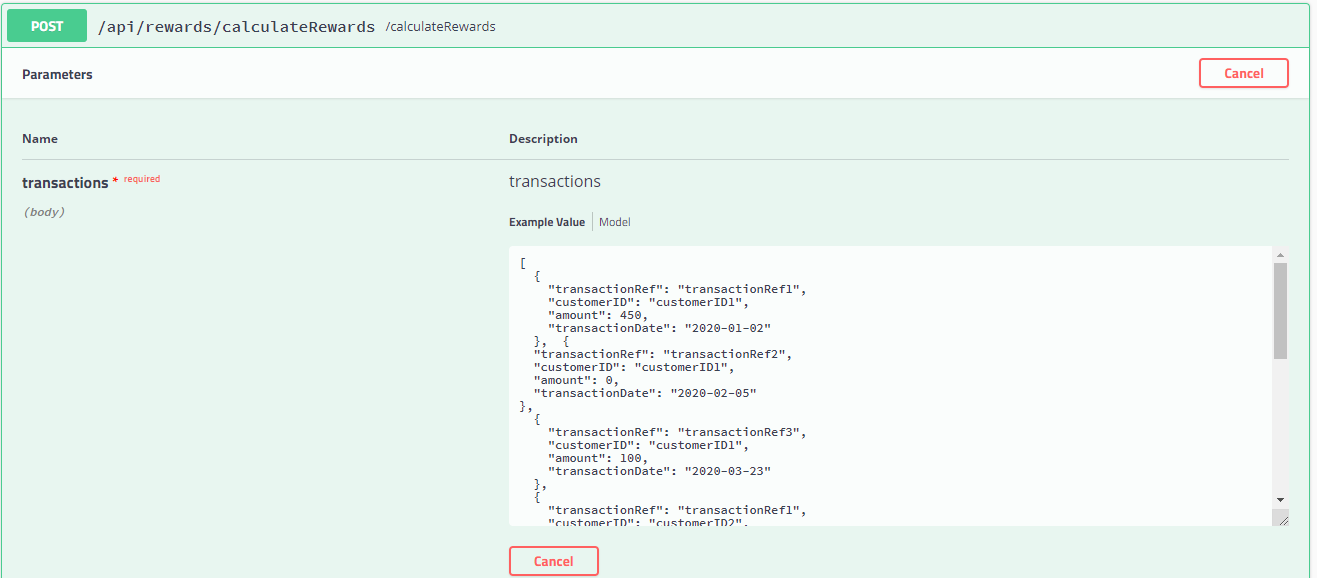 POST /api/rewards/calculateRewards /calculateRewards
Parameters
Cancel
Name
Description
transactions * required
(body)
transactions
Example Value
Model
[
  {
    "transactionRef": "transactionRef1",
    "customerID": "customerID1",
    "amount": 450,
    "transactionDate": "2020-01-02"
  },  {
  "transactionRef": "transactionRef2",
  "customerID": "customerID1",
  "amount": 0,
  "transactionDate": "2020-02-05"
},
  {
    "transactionRef": "transactionRef3",
    "customerID": "customerID1",
    "amount": 100,
    "transactionDate": "2020-03-23"
  },
  {
    "transactionRef": "transactionRef1",
    "customerID": "customerID2",
Cancel